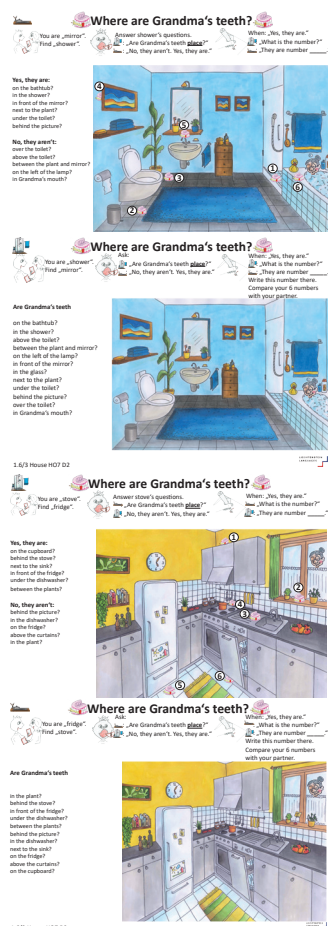 Where are Grandma's teeth?
You are „mirror".
Find „shower".
Answer shower's questions.
„Are Grandma's teeth place?"
: „No, they aren't. Yes, they are."
When: „Yes, they are."
„What is the number?"
„They are number _____."
Yes, they are:
on the bathtub?
in the shower?
in front of the mirror?
next to the plant?
under the toilet?
behind the picture?
No, they aren't:
over the toilet?
above the toilet?
between the plant and mirror?
on the left of the lamp?
in Grandma's mouth?
4
5
3
1
6
2
Where are Grandma's teeth?
You are „shower".
Find „mirror".
Ask:
„Are Grandma's teeth place?"
„No, they aren't. Yes, they are."
When: „Yes, they are."
„What is the number?"
„They are number _____."
Write this number there.
Compare your 6 numbers
with your partner.
Are Grandma's teeth
on the bathtub?
in the shower?
above the toilet?
between the plant and mirror?
on the left of the lamp?
in front of the mirror?
in the glass?
next to the plant?
under the toilet?
behind the picture?
over the toilet?
in Grandma's mouth?
1.6/3 House HO7 D2
Where are Grandma's teeth?
You are „stove".
Find „fridge".
Answer stove's questions.
„Are Grandma's teeth place?"
„No, they aren't. Yes, they are."
When: „Yes, they are."
„What is the number?"
„They are number _____."
Yes, they are:
on the cupboard?
behind the stove?
next to the sink?
in front of the fridge?
under the dishwasher?
between the plants?
No, they aren't:
behind the picture?
in the dishwasher?
on the fridge?
above the curtains?
in the plant?
1
2
4
3
5
6
Where are Grandma's teeth?
You are „fridge".
Find „stove".
Ask:
„Are Grandma's teeth place?"
„No, they aren't. Yes, they are."
When: „Yes, they are."
„What is the number?"
„They are number _____."
Write this number there.
Compare your 6 numbers
with your partner.
Are Grandma's teeth
in the plant?
behind the stove?
in front of the fridge?
under the dishwasher?
between the plants?
behind the picture?
in the dishwasher?
next to the sink?
on the fridge?
above the curtains?
on the cupboard?